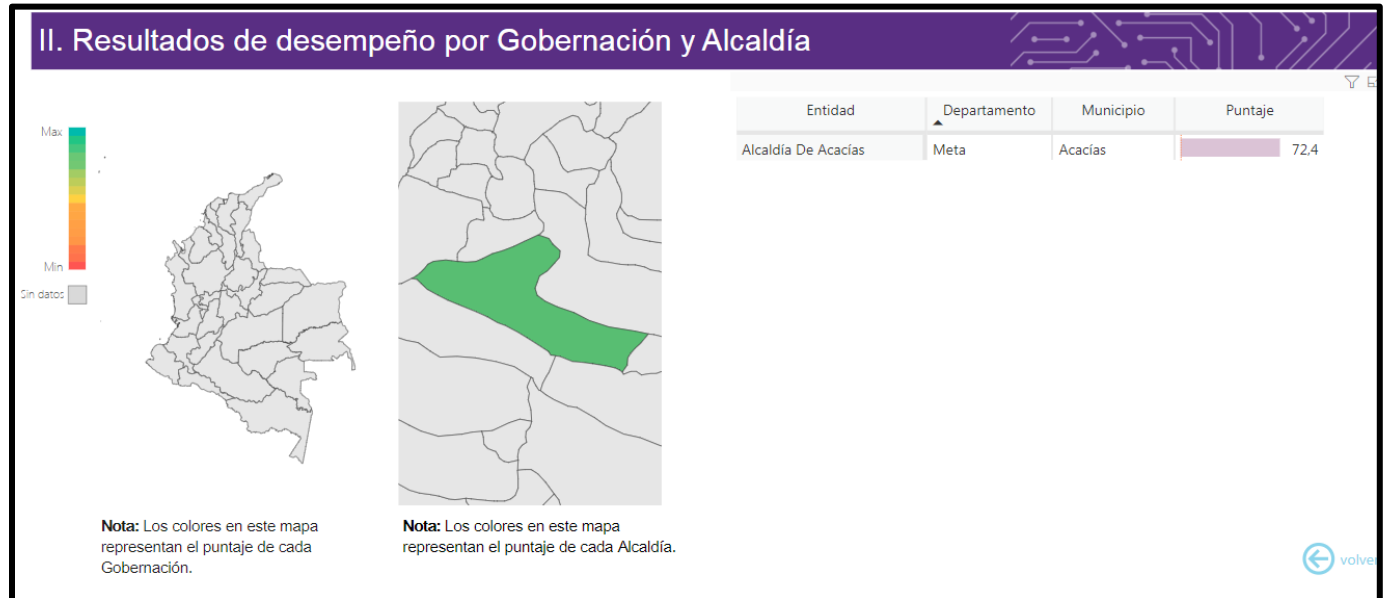 II. Resultados de desempeño por Gobernación y Alcaldía
Max
Min
Sin datos
Nota: Los colores en este mapa
representan el puntaje de cada
Gobernación.
Nota: Los colores en este mapa
representan el puntaje de cada Alcaldía.
Entidad Departamento Municipio Puntaje
Alcaldía De Acacías Meta Acacías 72,4
volver